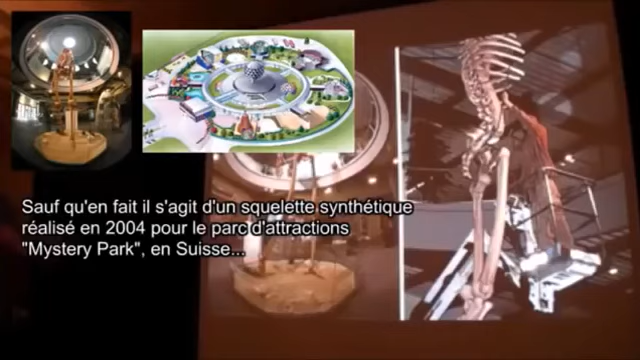 Sauf qu'en fait il s'agit d'un squelette synthétique
réalisé en 2004 pour le parc d'attractions
"Mystery Park", en Suisse...